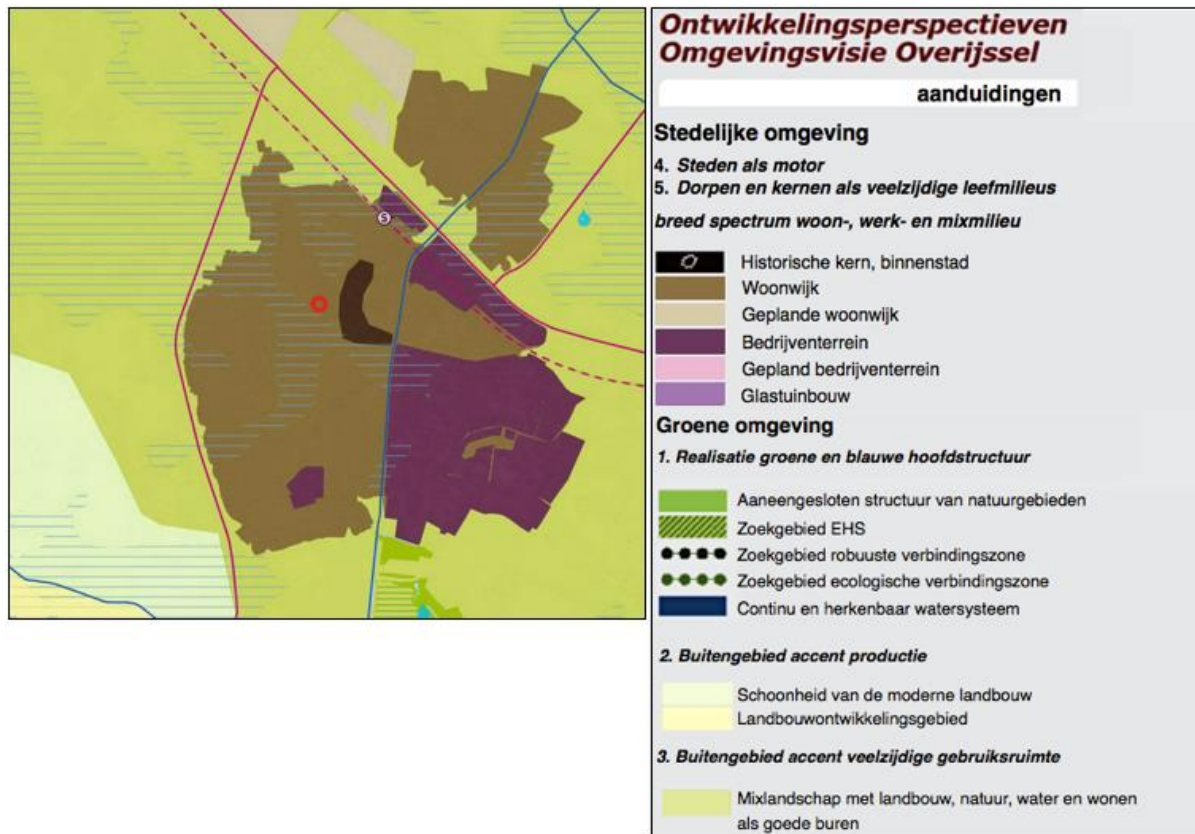 S
Ontwikkelingsperspectieven
Omgevingsvisie Overijssel
aanduidingen
Stedelijke omgeving
4. Steden als motor
5. Dorpen en kernen als veelzijdige leefmilieus
breed spectrum woon-, werk- en mixmilieu
Historische kern, binnenstad
Woonwijk
Geplande woonwijk
Bedrijventerrein
Gepland bedrijventerrein
Glastuinbouw
Groene omgeving
1. Realisatie groene en blauwe hoofdstructuur
Aaneengesloten structuur van natuurgebieden
Zoekgebied EHS
Zoekgebied robuuste verbindingszone
Zoekgebied ecologische verbindingszone
Continu en herkenbaar watersysteem
2. Buitengebied accent productie
Schoonheid van de moderne landbouw
Landbouwontwikkelingsgebied
3. Buitengebied accent veelzijdige gebruiksruimte
Mixlandschap met landbouw, natuur, water en wonen
als goede buren